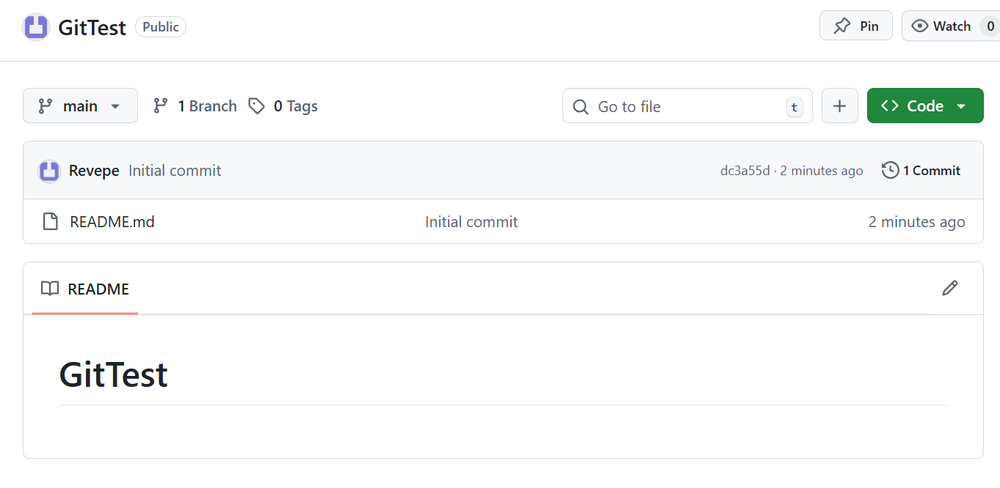 GitTest Public Pin Watch 0
main 1 Branch 0 Tags Go to file t Code
Revepe Initial commit dc3a55d · 2 minutes ago 1 Commit
README.md Initial commit 2 minutes ago
README
GitTest